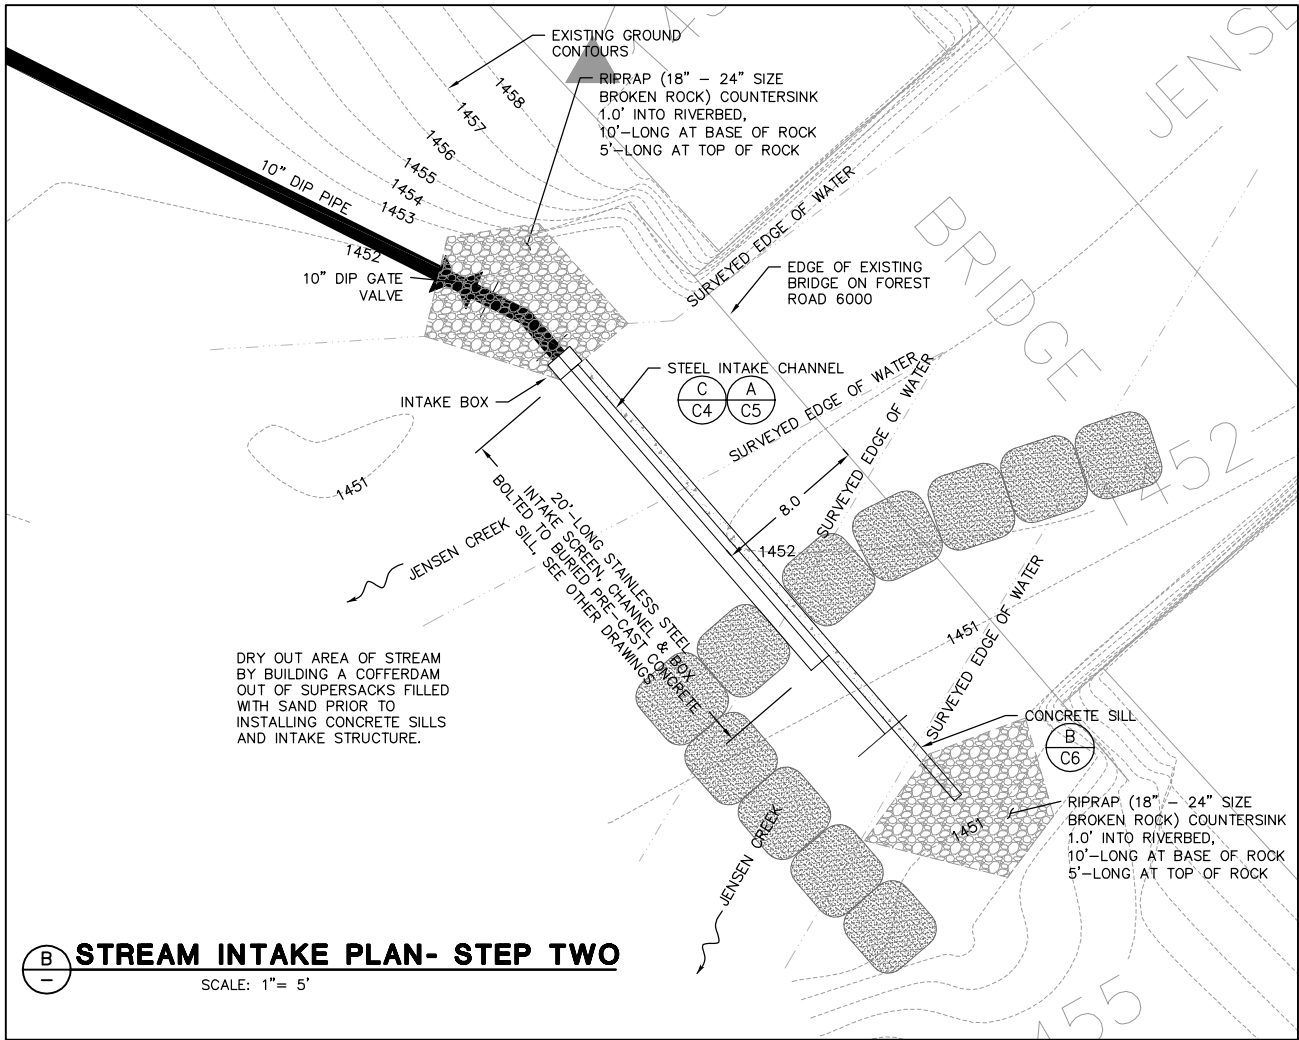 EXISTING GROUND
CONTOURS
RIPRAP (18" – 24" SIZE
BROKEN ROCK) COUNTERSINK
1.0' INTO RIVERBED,
10'–LONG AT BASE OF ROCK
5'–LONG AT TOP OF ROCK
1458
1457
1456
1455
1454
1453
1452
10" DIP PIPE
10" DIP GATE
VALVE
JENSE
BRIDGE
SURVEYED EDGE OF WATER
EDGE OF EXISTING
BRIDGE ON FOREST
ROAD 6000
STEEL INTAKE CHANNEL
C
C4
A
C5
INTAKE BOX
SURVEYED EDGE OF WATER
SURVEYED EDGE OF WATER
1452
8.0
1452
1451
JENSEN CREEK
20'–LONG STAINLESS STEEL
INTAKE SCREEN, CHANNEL & BOX
BOLTED TO BURIED PRE–CAST CONCRETE
SILL, SEE OTHER DRAWINGS
1451
SURVEYED EDGE OF WATER
DRY OUT AREA OF STREAM
BY BUILDING A COFFERDAM
OUT OF SUPERSACKS FILLED
WITH SAND PRIOR TO
INSTALLING CONCRETE SILLS
AND INTAKE STRUCTURE.
CONCRETE SILL
B
C6
RIPRAP (18" – 24" SIZE
BROKEN ROCK) COUNTERSINK
1.0' INTO RIVERBED,
10'–LONG AT BASE OF ROCK
5'–LONG AT TOP OF ROCK
1451
JENSEN CREEK
B
–
STREAM INTAKE PLAN- STEP TWO
SCALE: 1"= 5'
455